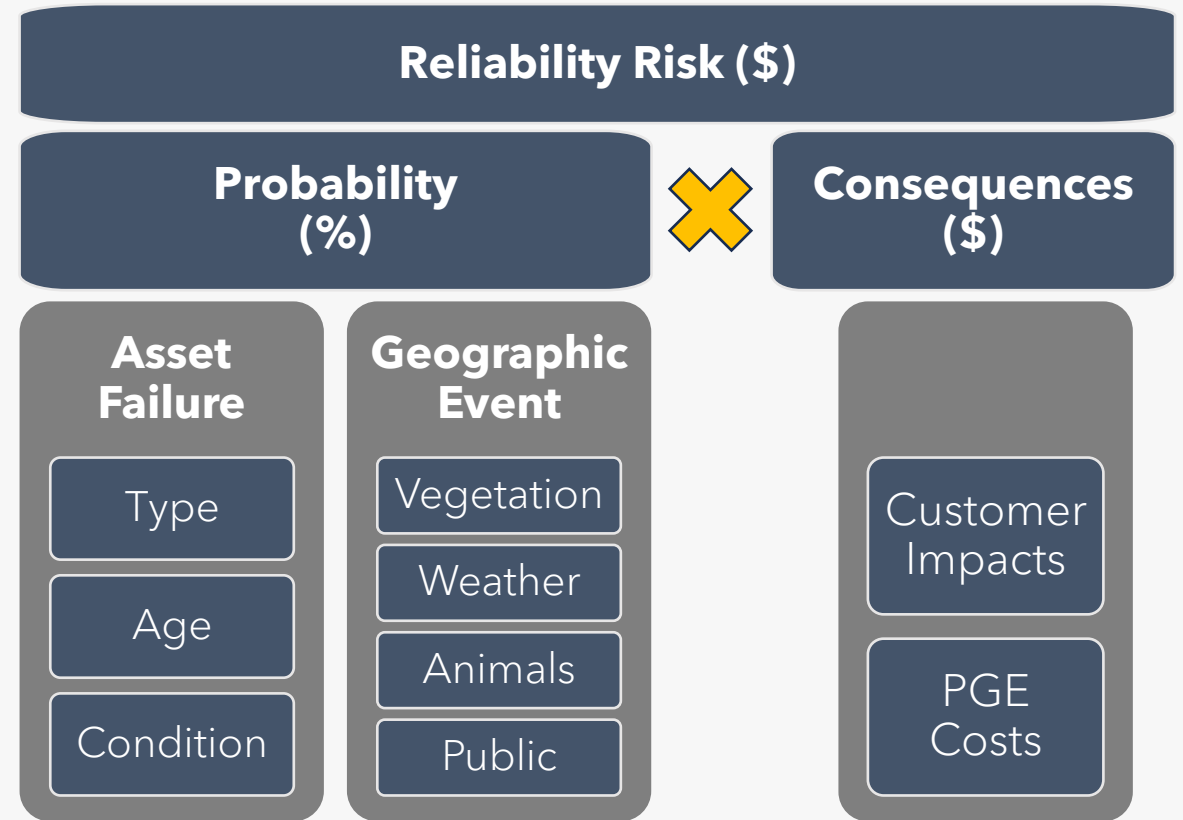 Reliability Risk ($)
Probability
(%)
Consequences
($)
Asset
Failure
Type
Age
Condition
Geographic
Event
Vegetation
Weather
Animals
Public
Customer
Impacts
PGE
Costs